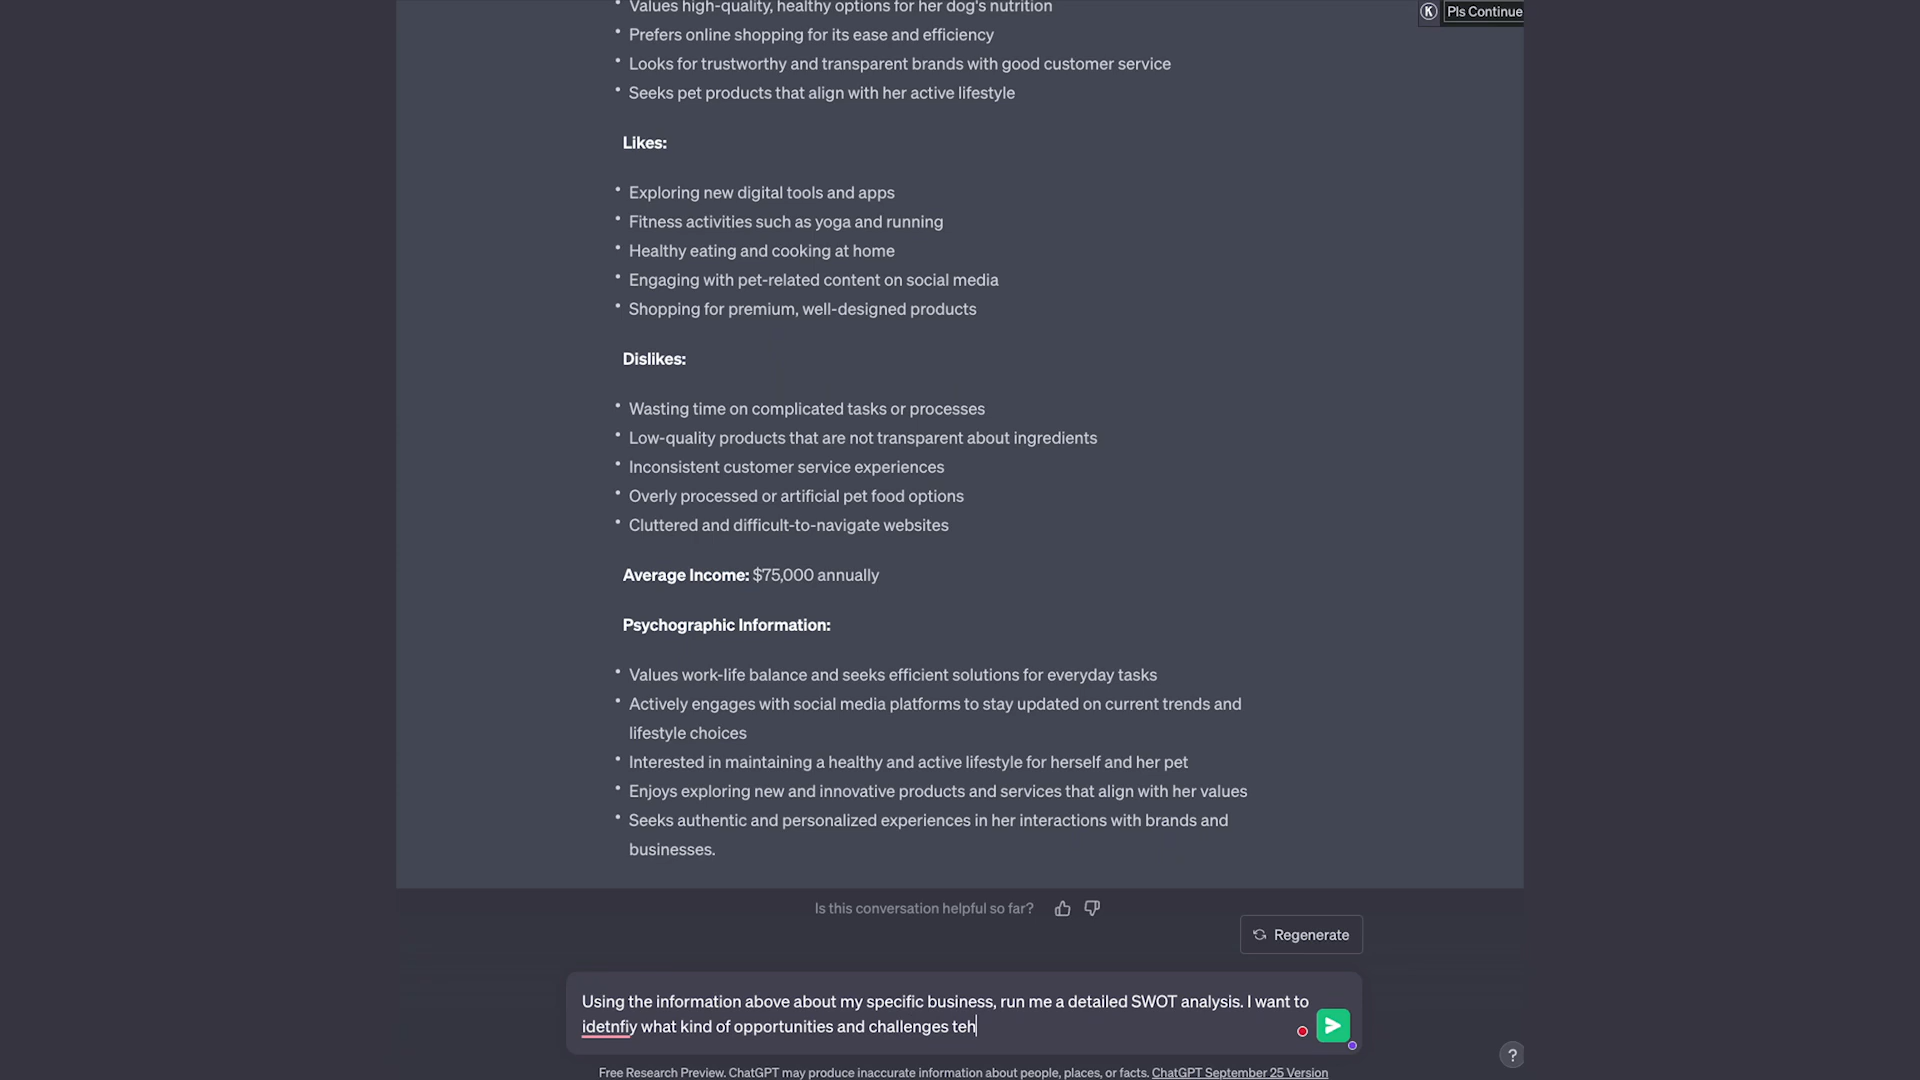 Values high-quality, healthy options for her dog's nutrition
K Pls Continue
Prefers online shopping for its ease and efficiency
Looks for trustworthy and transparent brands with good customer service
Seeks pet products that align with her active lifestyle
Likes:
Exploring new digital tools and apps
Fitness activities such as yoga and running
Healthy eating and cooking at home
Engaging with pet-related content on social media
Shopping for premium, well-designed products
Dislikes:
Wasting time on complicated tasks or processes
Low-quality products that are not transparent about ingredients
Inconsistent customer service experiences
Overly processed or artificial pet food options
Cluttered and difficult-to-navigate websites
Average Income: $75,000 annually
Psychographic Information:
Values work-life balance and seeks efficient solutions for everyday tasks
Actively engages with social media platforms to stay updated on current trends and
lifestyle choices
Interested in maintaining a healthy and active lifestyle for herself and her pet
Enjoys exploring new and innovative products and services that align with her values
Seeks authentic and personalized experiences in her interactions with brands and
businesses.
Is this conversation helpful so far?
Regenerate
Using the information above about my specific business, run me a detailed SWOT analysis. I want to
idetnfiy what kind of opportunities and challenges teh
?
Free Research Preview. ChatGPT may produce inaccurate information about people, places, or facts. ChatGPT September 25 Version